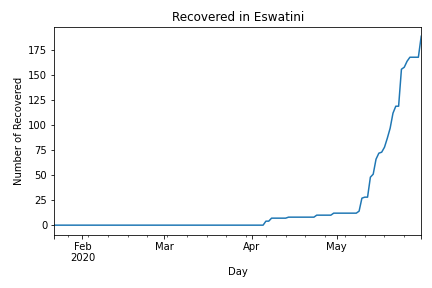 Recovered in Eswatini
Number of Recovered
175
150
125
100
75
50
25
0
Feb
2020
Mar
Apr
May
Day